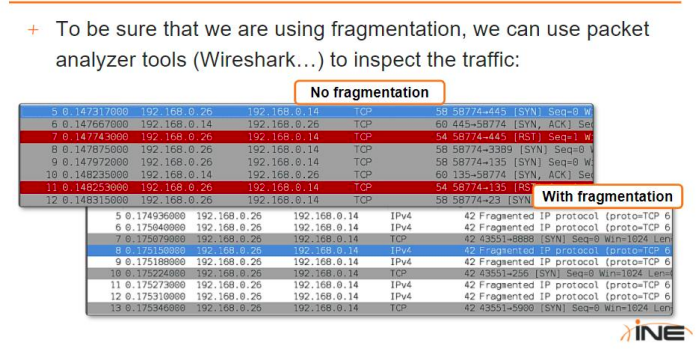 + To be sure that we are using fragmentation, we can use packet
analyzer tools (Wireshark...) to inspect the traffic:
No fragmentation
5 0.147317000 192.168.0.26 192.168.0.14 TCP 58 58774→445 [SYN] Seq=0 W
6 0.147667000 192.168.0.14 192.168.0.26 TCP 60 445→58774 [SYN, ACK] Se
7 0.147743000 192.168.0.26 192.168.0.14 TCP 54 58774→445 [RST] Seq=1 W
8 0.147875000 192.168.0.26 192.168.0.14 TCP 58 58774→3389 [SYN] Seq=0
9 0.147972000 192.168.0.26 192.168.0.14 TCP 58 58774→135 [SYN] Seq=0 W
10 0.148235000 192.168.0.14 192.168.0.26 TCP 60 135→58774 [SYN, ACK] Se
11 0.148253000 192.168.0.26 192.168.0.14 TCP 54 58774→135 [RS
12 0.148315000 192.168.0.26 192.168.0.14 TCP 58 58774→23 [SYN
With fragmentation
5 0.174936000 192.168.0.26 192.168.0.14 IPv4 42 Fragmented IP protocol (proto=TCP 6
6 0.175040000 192.168.0.26 192.168.0.14 IPv4 42 Fragmented IP protocol (proto=TCP 6
7 0.175079000 192.168.0.26 192.168.0.14 TCP 42 43551→8888 [SYN] Seq=0 Win=1024 Len
8 0.175150000 192.168.0.26 192.168.0.14 IPv4 42 Fragmented IP protocol (proto=TCP 6
9 0.175188000 192.168.0.26 192.168.0.14 IPv4 42 Fragmented IP protocol (proto=TCP 6
10 0.175224000 192.168.0.26 192.168.0.14 TCP 42 43551→256 [SYN] Seq=0 Win=1024 Len=
11 0.175273000 192.168.0.26 192.168.0.14 IPv4 42 Fragmented IP protocol (proto=TCP 6
12 0.175310000 192.168.0.26 192.168.0.14 IPv4 42 Fragmented IP protocol (proto=TCP 6
13 0.175346000 192.168.0.26 192.168.0.14 TCP 42 43551→5900 [SYN] Seq=0 Win=1024 Len
INE